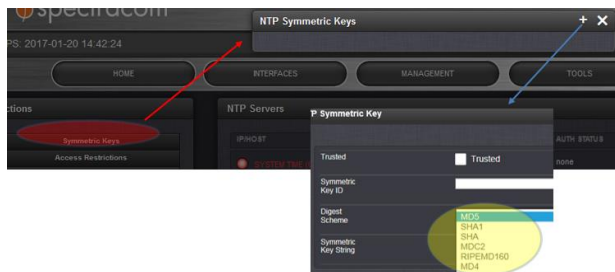 spectracom
NTP Symmetric Keys
PS: 2017-01-20 14:42:24
HOME
INTERFACES
MANAGEMENT
TOOLS
ctions
NTP Servers
Symmetric Keys
Access Restrictions
IP/HOST
AUTH STATUS
SYSTEM TIME
none
P Symmetric Key
Trusted
Trusted
Symmetric
Key ID
Digest
Scheme
MD5
SHA1
SHA
MDC2
RIPEMD160
MD4
Symmetric
Key String